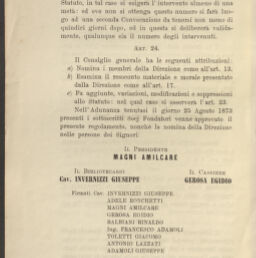 Statuto, in tal caso si esigerà l'intervento almeno di una
metà: ed ove non si ottenga questo numero si farà luo-
go ad una seconda Convocazione da tenersi non meno di
quindici giorni dopo, ed in questa si delibererà valida-
mente, qualunque sia il numero degli intervenuti.
ART. 24.
Il Consiglio generale ha le seguenti attribuzioni:
a) Nomina i membri della Direzione come all'art. 13.
b) Esamina il resoconto materiale e morale presentato
dalla Direzione come all'art. 17.
c) Fa aggiunte, variazioni, modificazioni e soppressioni
allo Statuto: nel qual caso si osserverà l'art. 23.
Nell'Adunanza tenutasi il giorno 25 Agosto 1873
presenti i sottoscritti Socj Fondatori venne approvato il
presente regolamento, nonchè la nomina della Direzione
nelle persone dei Signori
IL PRESIDENTE
MAGNI AMILCARE
IL BIBLIOTECARIO
Cav. INVERNIZZI GIUSEPPE
IL CASSIERE
GEROSA EGIDIO
Firmati Cav. INVERNIZZI GIUSEPPE
ADELE BONCHETTI
MAGNI AMILCARE
GEROSA EGIDIO
BALBIANI RINALDO
Ing. FRANCESCO ADAMOLI
TOLETTI GIACOMO
ANTONIO LAZZATI
ADAMOLI GIUSEPPE